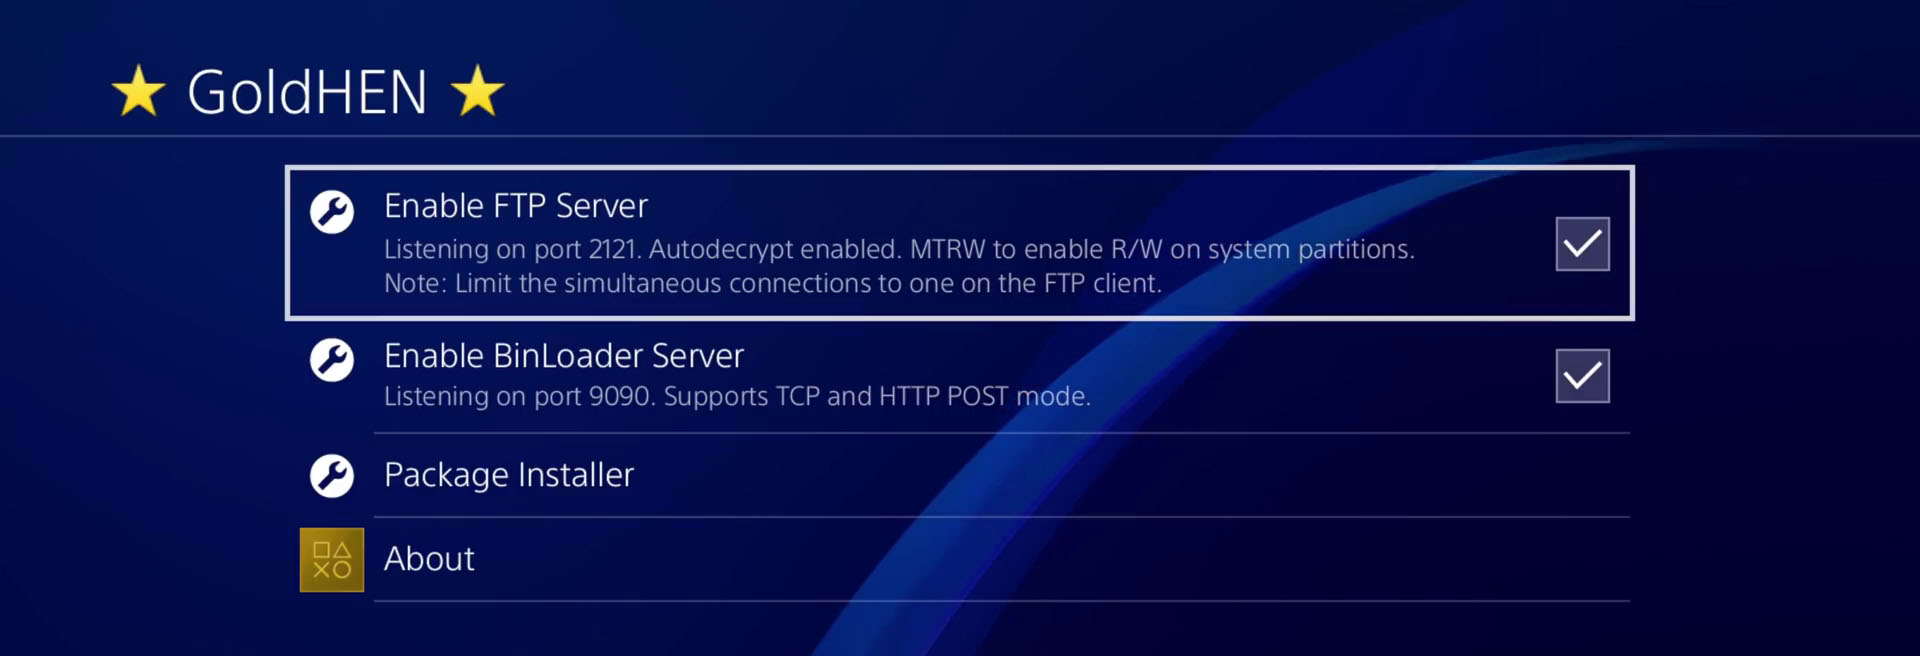 ★ GoldHEN ★
Enable FTP Server
Listening on port 2121. Autodecrypt enabled. MTRW to enable R/W on system partitions.
Note: Limit the simultaneous connections to one on the FTP client.
Enable BinLoader Server
Listening on port 9090. Supports TCP and HTTP POST mode.
Package Installer
About